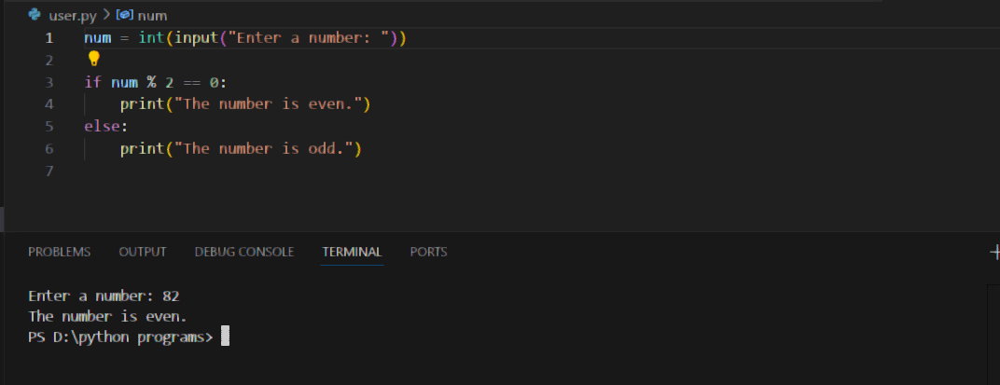 user.py > num
1 num = int(input("Enter a number: "))
2
3 if num % 2 == 0:
4     print("The number is even.")
5 else:
6     print("The number is odd.")
7
PROBLEMS OUTPUT DEBUG CONSOLE TERMINAL PORTS +
Enter a number: 82
The number is even.
PS D:\python programs>